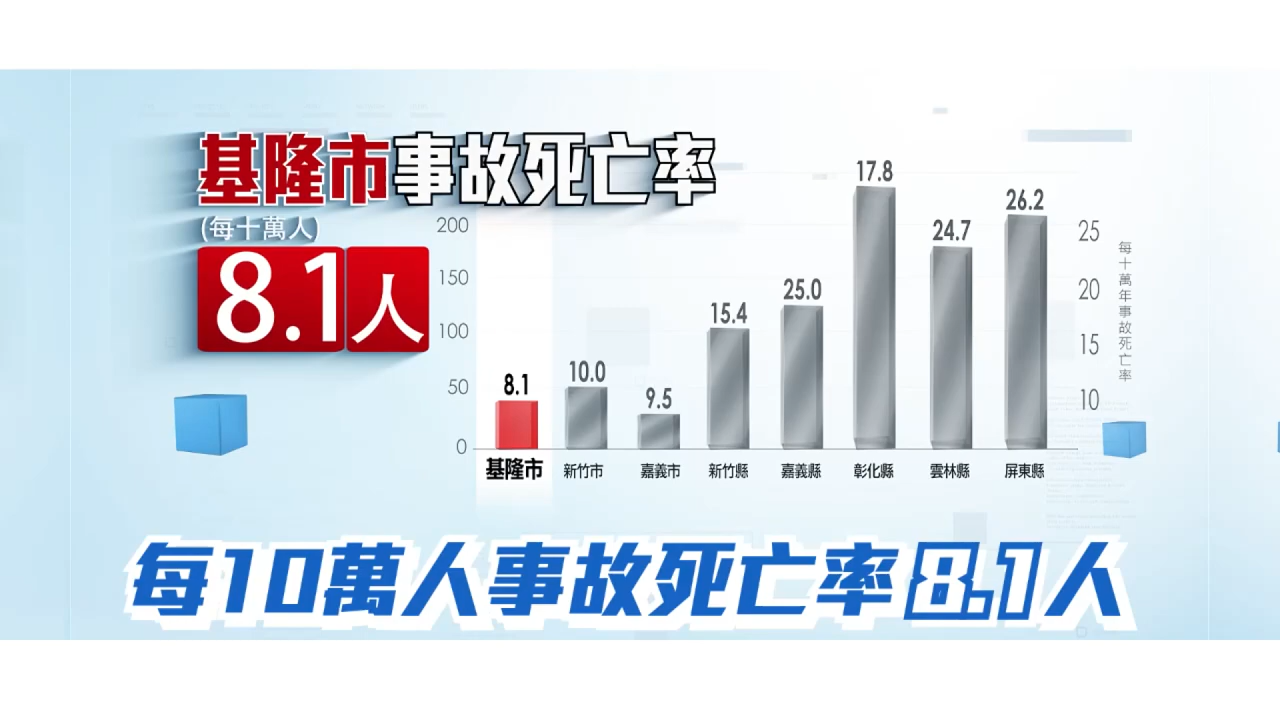 基隆市事故死亡率
(每十萬人)
8.1人
200
150
100
50
0
8.1
10.0
9.5
15.4
25.0
17.8
24.7
26.2
基隆市
新竹市
嘉義市
新竹縣
嘉義縣
彰化縣
雲林縣
屏東縣
25
20
15
10
每十萬年事故死亡率
每10萬人事故死亡率8.1人